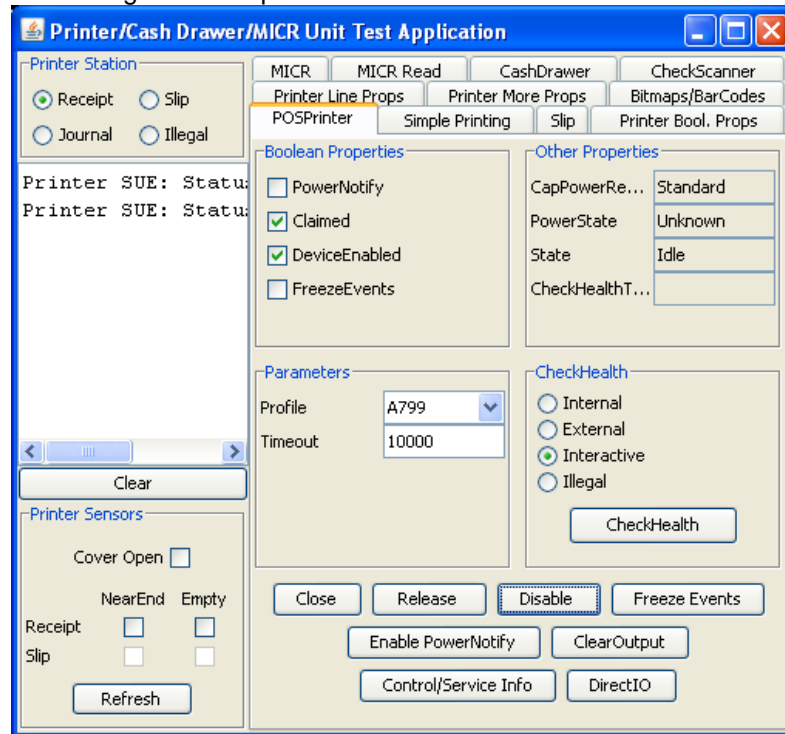 Printer/Cash Drawer/MICR Unit Test Application
Printer Station
Receipt Slip
Journal Illegal
Printer SUE: Statu
Printer SUE: Statu
Clear
Printer Sensors
Cover Open
NearEnd Empty
Receipt
Slip
Refresh
MICR MICR Read CashDrawer CheckScanner
Printer Line Props Printer More Props Bitmaps/BarCodes
POSPrinter Simple Printing Slip Printer Bool. Props
Boolean Properties
PowerNotify
Claimed
DeviceEnabled
FreezeEvents
Other Properties
CapPowerRe... Standard
PowerState Unknown
State Idle
CheckHealthT...
Parameters
Profile A799
Timeout 10000
CheckHealth
Internal
External
Interactive
Illegal
CheckHealth
Close Release Disable Freeze Events
Enable PowerNotify ClearOutput
Control/Service Info DirectIO